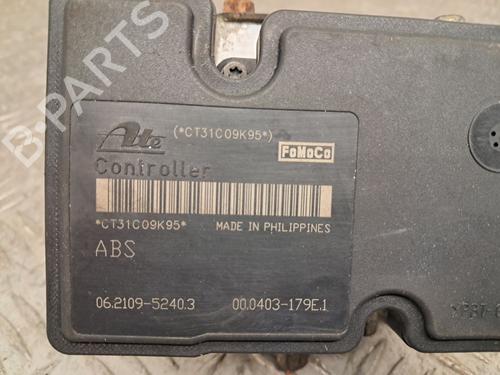 B-PARTS
Ate
(*CT31C09K95*)
FoMoCo
Controller
*CT31C09K95*
MADE IN PHILIPPINES
ABS
06.2109-5240.3
00.0403-179E.1